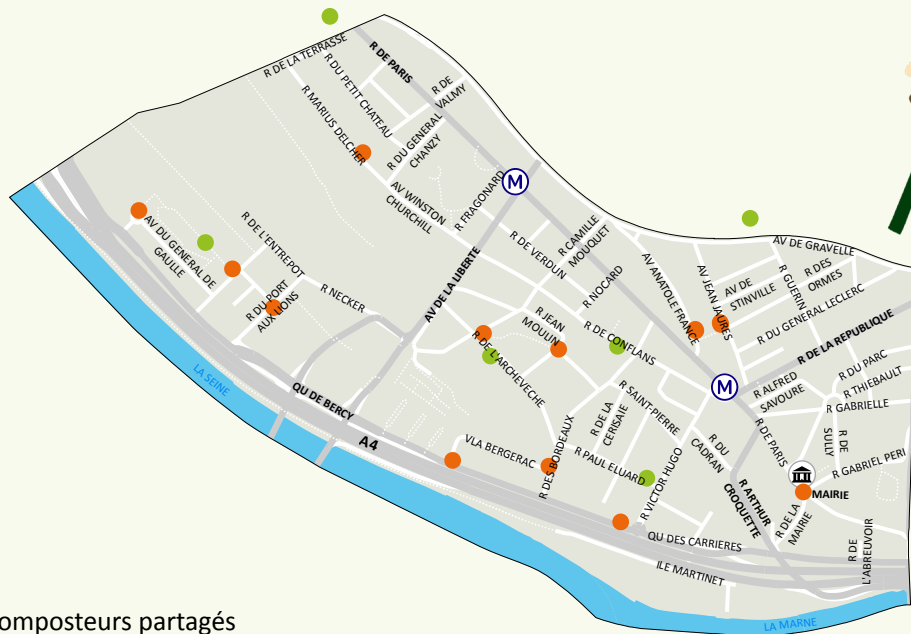 R DE LA TERRASSE
R DE PARIS
R DU PETIT CHATEAU
R DE
VALMY
R MARIUS DELCHER
R DU GENERAL
CHANZY
AV WINSTON
CHURCHILL
R FRAGONARD
M
R DE VERDUN
R CAMILLE
MOUQUET
AV DE GRAVELLE
AV DU GENERAL DE
GAULLE
R DE L'ENTREPOT
R DU PORT
AUX LIONS
R NECKER
AV DE LA LIBERTE
R NOCARD
AV ANATOLE FRANCE
AV JEAN JAURES
AV DE
STINVILLE
R GUERIN
R DES
ORMES
R DU GENERAL LECLERC
R DE LA REPUBLIQUE
R JEAN
MOULIN
R DE CONFLANS
R DE L'ARCHEVECHE
LA SEINE
QU DE BERCY
A4
M
R DU PARC
R THIEBAULT
R ALFRED
SAVOURE
R GABRIELLE
R SAINT-PIERRE
R DE LA
CERISAIE
R DES BORDEAUX
VLA BERGERAC
R PAUL ELUARD
R VICTOR HUGO
R DU
CADRAN
R DE PARIS
R DE
SULLY
R GABRIEL PERI
MAIRIE
R ARTHUR
CROQUETTE
R DE LA
MAIRIE
QU DES CARRIERES
ILE MARTINET
R DE
L'ABREUVOIR
LA MARNE
omposteurs partagés